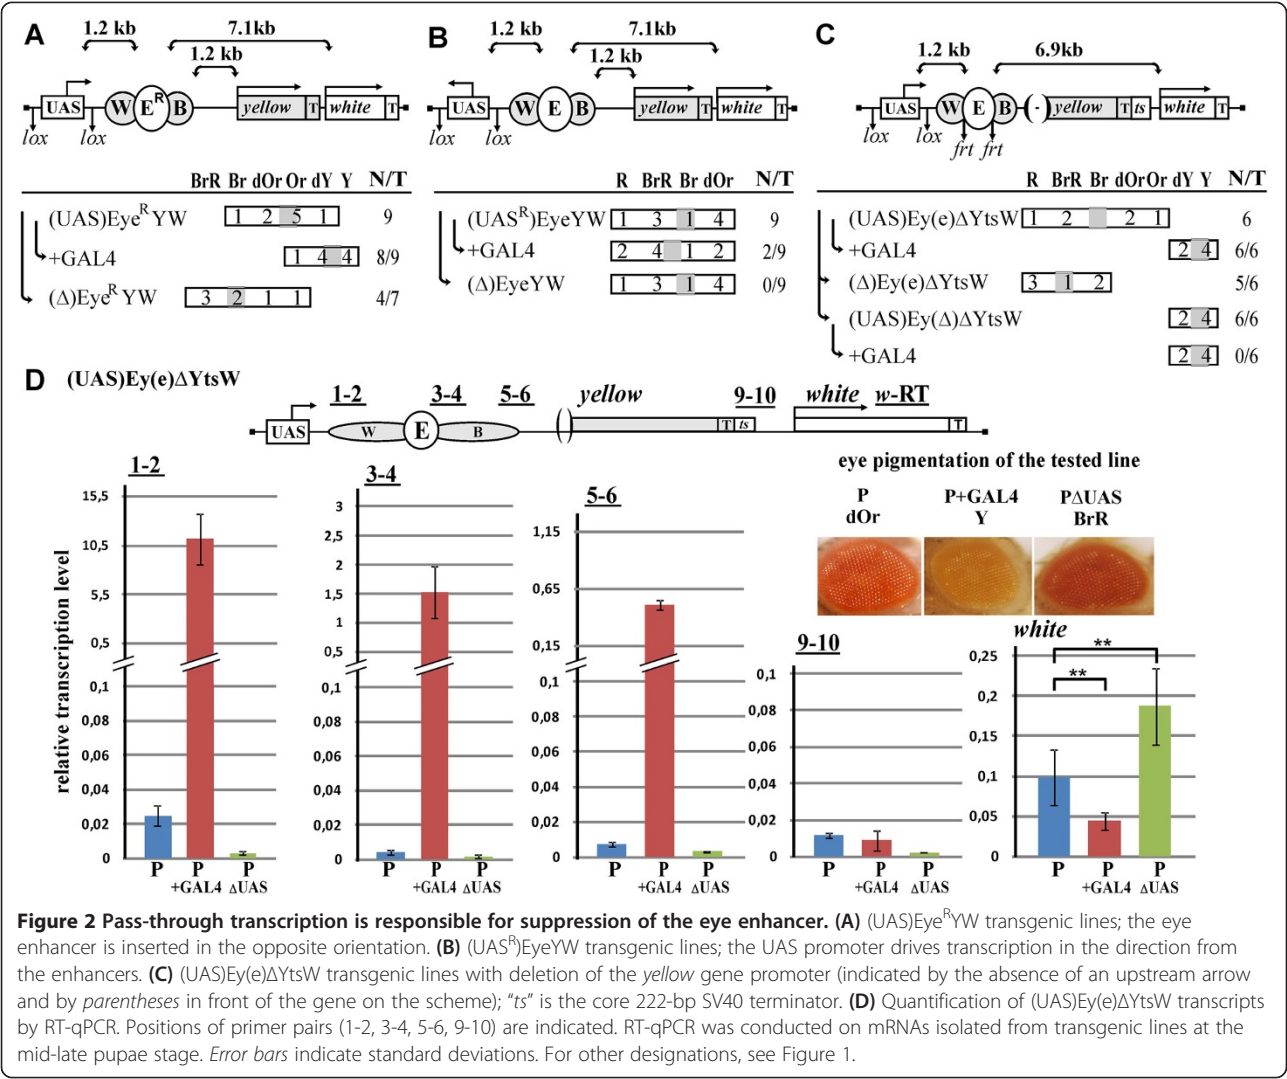 A
1.2 kb
7.1kb
1.2 kb
UAS
W
E^R
B
yellow
T
white
T
lox
lox
BrR Br dOr Or dY Y N/T
(UAS)Eye^R YW 1 2 5 1 9
+GAL4 1 4 4 8/9
(Δ)Eye^R YW 3 2 1 1 4/7
B
1.2 kb
7.1kb
1.2 kb
UAS
W
E
B
yellow
T
white
T
lox
lox
R BrR Br dOr N/T
(UAS^R)EyeYW 1 3 1 4 9
+GAL4 2 4 1 2 2/9
(Δ)EyeYW 1 3 1 4 0/9
C
1.2 kb
6.9kb
UAS
W
E
B
(-)
yellow
T
ts
white
T
lox
lox
frt
frt
R BrR Br dOrOr dY Y N/T
(UAS)Ey(e)ΔYtsW 1 2 2 1 6
+GAL4 2 4 6/6
(Δ)Ey(e)ΔYtsW 3 1 2 5/6
(UAS)Ey(Δ)ΔYtsW 2 4 6/6
+GAL4 2 4 0/6
D (UAS)Ey(e)ΔYtsW
1-2
3-4
5-6
yellow
9-10
white
w-RT
UAS
W
E
B
()
T
ts
T
relative transcription level
1-2
15,5
10,5
5,5
0,5
0,1
0,08
0,06
0,04
0,02
0
P P P
+GAL4 ΔUAS
3-4
3
2,5
2
1,5
1
0,5
0,1
0,08
0,06
0,04
0,02
0
P P P
+GAL4 ΔUAS
5-6
1,15
0,65
0,15
0,1
0,08
0,06
0,04
0,02
0
P P P
+GAL4 ΔUAS
eye pigmentation of the tested line
P P+GAL4 PΔUAS
dOr Y BrR
9-10
0,1
0,08
0,06
0,04
0,02
0
P P P
+GAL4 ΔUAS
white
0,25
0,2
0,15
0,1
0,05
0
**
**
P P P
+GAL4 ΔUAS
Figure 2 Pass-through transcription is responsible for suppression of the eye enhancer. (A) (UAS)Eye^RYW transgenic lines; the eye
enhancer is inserted in the opposite orientation. (B) (UAS^R)EyeYW transgenic lines; the UAS promoter drives transcription in the direction from
the enhancers. (C) (UAS)Ey(e)ΔYtsW transgenic lines with deletion of the yellow gene promoter (indicated by the absence of an upstream arrow
and by parentheses in front of the gene on the scheme); “ts” is the core 222-bp SV40 terminator. (D) Quantification of (UAS)Ey(e)ΔYtsW transcripts
by RT-qPCR. Positions of primer pairs (1-2, 3-4, 5-6, 9-10) are indicated. RT-qPCR was conducted on mRNAs isolated from transgenic lines at the
mid-late pupae stage. Error bars indicate standard deviations. For other designations, see Figure 1.